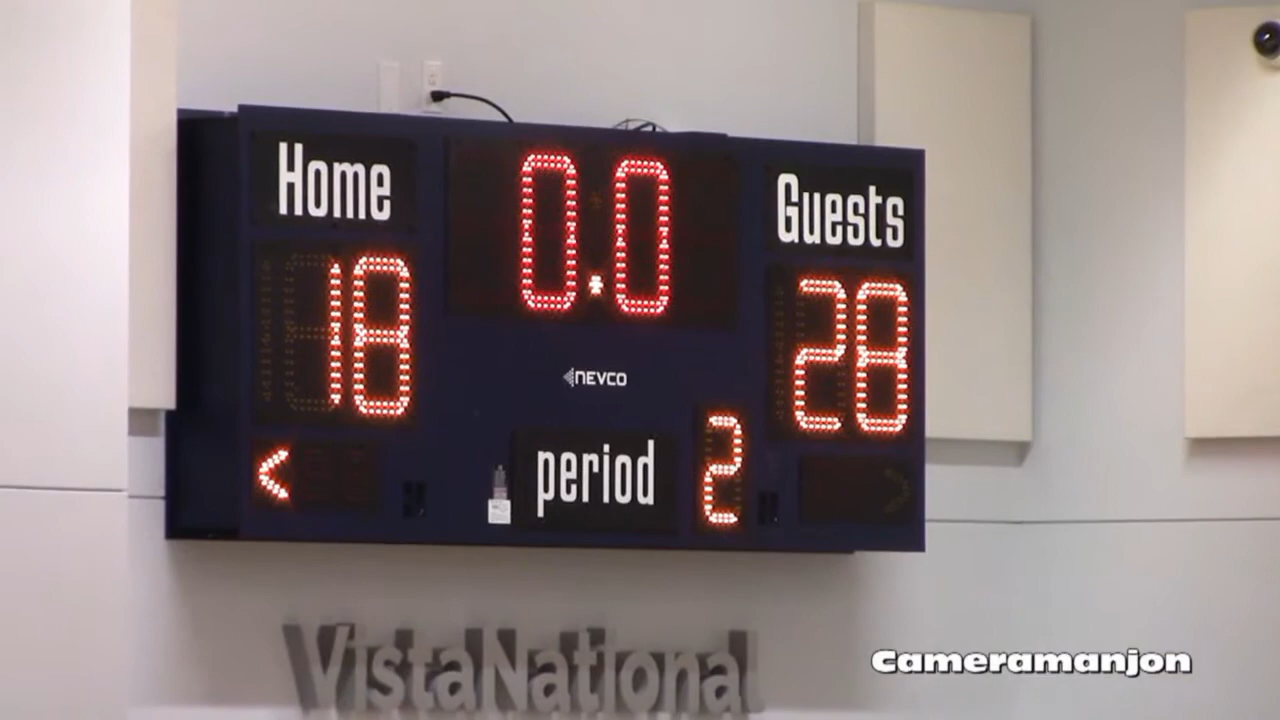 Home
0.0
Guests
18
28
NEVCO
<
period
2
VistaNational
Cameramanjon